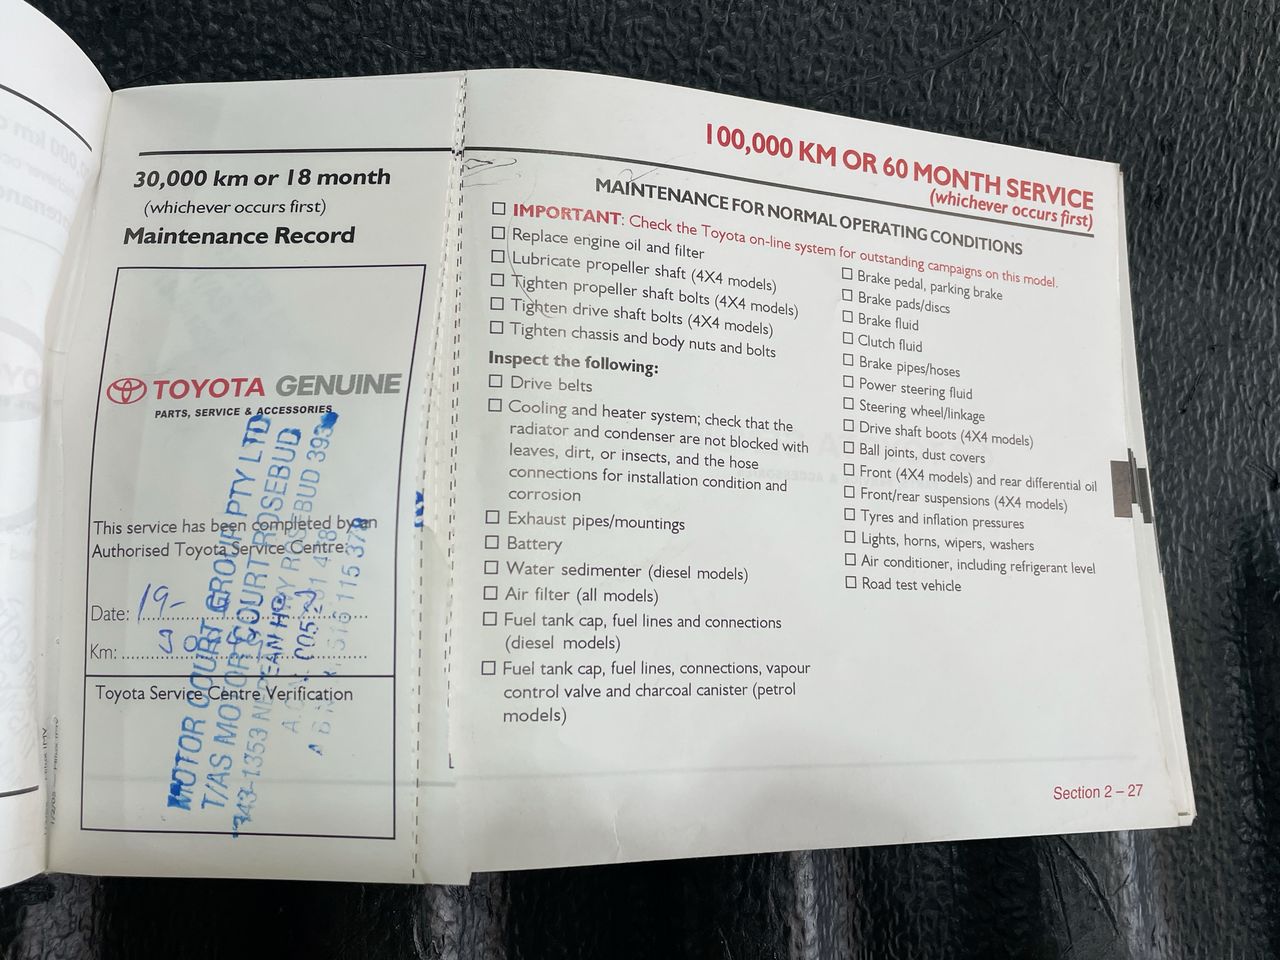 30,000 km or 18 month
(whichever occurs first)
Maintenance Record
TOYOTA GENUINE
PARTS, SERVICE & ACCESSORIES
This service has been completed by an
Authorised Toyota Service Centre:
Date: 19-
Km:
Toyota Service Centre Verification
MOTOR COURT GROUP PTY LTD
T/AS MOTOR COURT ROSEBUD
HWY ROSEBUD
100,000 KM OR 60 MONTH SERVICE
(whichever occurs first)
MAINTENANCE FOR NORMAL OPERATING CONDITIONS
IMPORTANT: Check the Toyota on-line system for outstanding campaigns on this model.
Replace engine oil and filter
Lubricate propeller shaft (4X4 models)
Tighten propeller shaft bolts (4X4 models)
Tighten drive shaft bolts (4X4 models)
Tighten chassis and body nuts and bolts
Inspect the following:
Drive belts
Cooling and heater system; check that the
radiator and condenser are not blocked with
leaves, dirt, or insects, and the hose
connections for installation condition and
corrosion
Exhaust pipes/mountings
Battery
Water sedimenter (diesel models)
Air filter (all models)
Fuel tank cap, fuel lines and connections
(diesel models)
Fuel tank cap, fuel lines, connections, vapour
control valve and charcoal canister (petrol
models)
Brake pedal, parking brake
Brake pads/discs
Brake fluid
Clutch fluid
Brake pipes/hoses
Power steering fluid
Steering wheel/linkage
Drive shaft boots (4X4 models)
Ball joints, dust covers
Front (4X4 models) and rear differential oil
Front/rear suspensions (4X4 models)
Tyres and inflation pressures
Lights, horns, wipers, washers
Air conditioner, including refrigerant level
Road test vehicle
Section 2 – 27